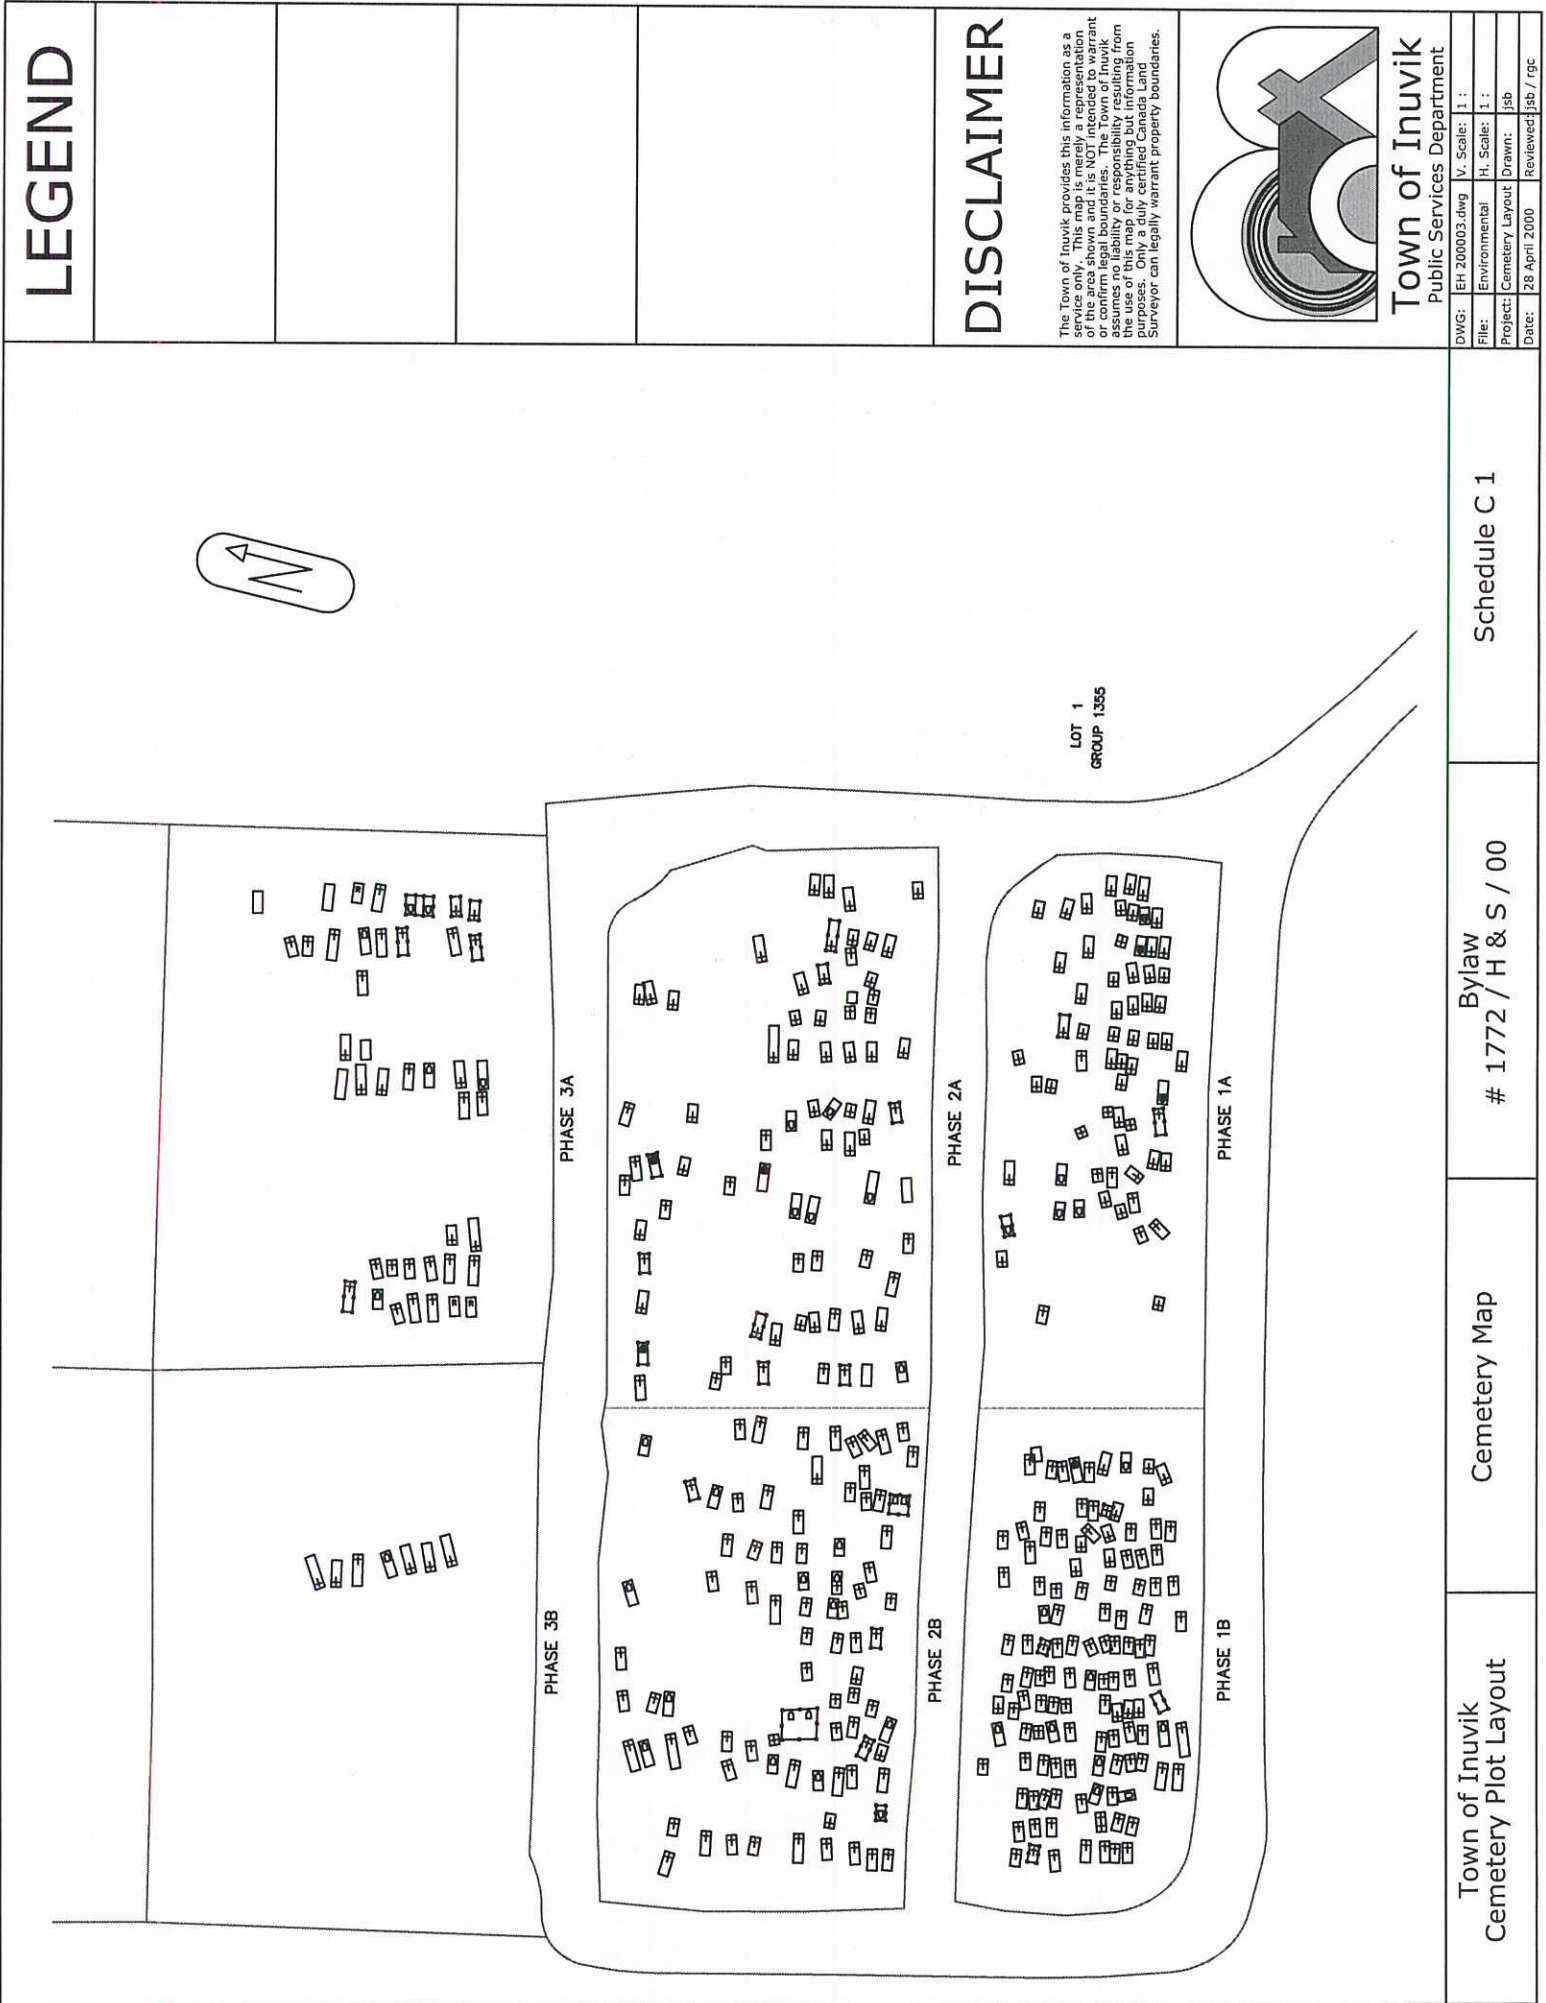 LEGEND
DISCLAIMER
The Town of Inuvik provides this information as a
service only. This map is merely a representation
of the area shown and it is NOT intended to warrant
or confirm legal boundaries. The Town of Inuvik
assumes no liability or responsibility resulting from
the use of this map for anything but information
purposes. Only a duly certified Canada Land
Surveyor can legally warrant property boundaries.
Town of Inuvik
Public Services Department
DWG: EH 200003.dwg V. Scale: 1 :
File: Environmental H. Scale: 1 :
Project: Cemetery Layout Drawn: jsb
Date: 28 April 2000 Reviewed: jsb / rgc
N
LOT 1
GROUP 1355
PHASE 3A
PHASE 2A
PHASE 1A
PHASE 3B
PHASE 2B
PHASE 1B
Town of Inuvik
Cemetery Plot Layout
Cemetery Map
Bylaw
# 1772 / H & S / 00
Schedule C 1